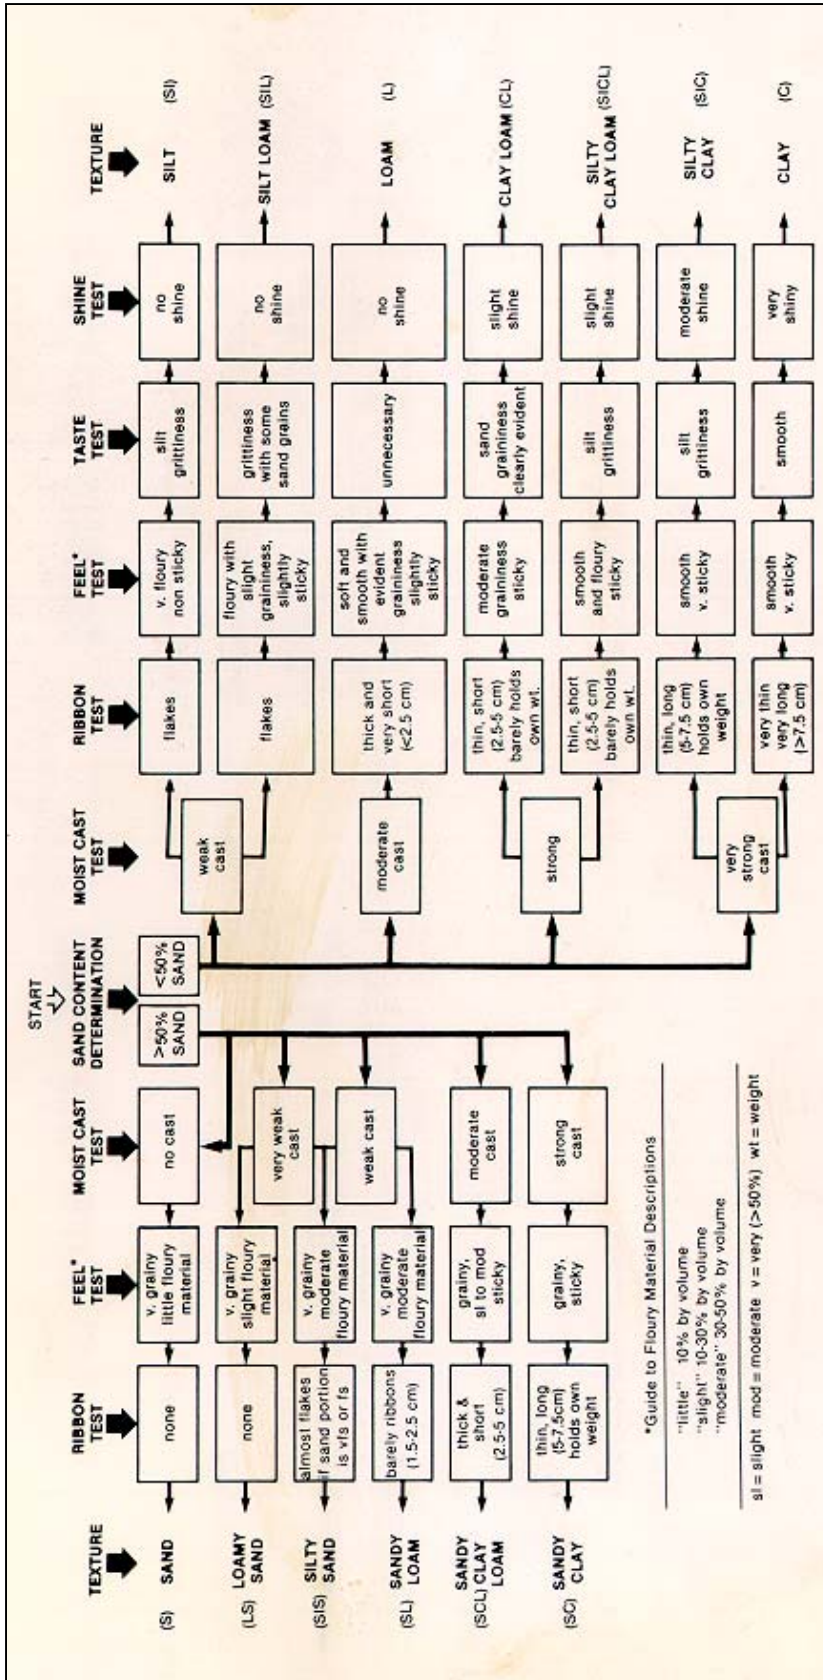 START
TEXTURE
RIBBON
TEST
FEEL*
TEST
MOIST CAST
TEST
SAND CONTENT
DETERMINATION
MOIST CAST
TEST
RIBBON
TEST
FEEL*
TEST
TASTE
TEST
SHINE
TEST
TEXTURE
>50%
SAND
<50%
SAND
(S) SAND
none
v. grainy
little floury
material
no cast
(LS) LOAMY
SAND
none
v. grainy
slight floury
material
very weak
cast
(SIS) SILTY
SAND
almost flakes
if sand portion
is vfs or fs
v. grainy
moderate
floury material
weak cast
(SL) SANDY
LOAM
barely ribbons
(1.5-2.5 cm)
v. grainy
moderate
floury material
SANDY
(SCL) CLAY
LOAM
thick &
short
(2.5-5 cm)
grainy,
sl to mod
sticky
moderate
cast
(SC) SANDY
CLAY
thin, long
(5-7.5cm)
holds own
weight
grainy,
sticky
strong
cast
weak
cast
flakes
v. floury
non sticky
silt
grittiness
no
shine
SILT (SI)
flakes
floury with
slight
graininess,
slightly
sticky
grittiness
with some
sand grains
no
shine
SILT LOAM (SIL)
moderate
cast
thick and
very short
(<2.5 cm)
soft and
smooth with
evident
graininess
slightly
sticky
unnecessary
no
shine
LOAM (L)
strong
thin, short
(2.5-5 cm)
barely holds
own wt.
moderate
graininess
sticky
sand
graininess
clearly evident
slight
shine
CLAY LOAM (CL)
thin, short
(2.5-5 cm)
barely holds
own wt.
smooth
and floury
sticky
silt
grittiness
slight
shine
SILTY
CLAY LOAM (SICL)
very
strong
cast
thin, long
(5-7.5 cm)
holds own
weight
smooth
v. sticky
silt
grittiness
moderate
shine
SILTY
CLAY (SIC)
very thin
very long
(>7.5 cm)
smooth
v. sticky
smooth
very
shiny
CLAY (C)
*Guide to Floury Material Descriptions
"little" 10% by volume
"slight" 10-30% by volume
"moderate" 30-50% by volume
sl = slight mod = moderate v = very (>50%) wt = weight